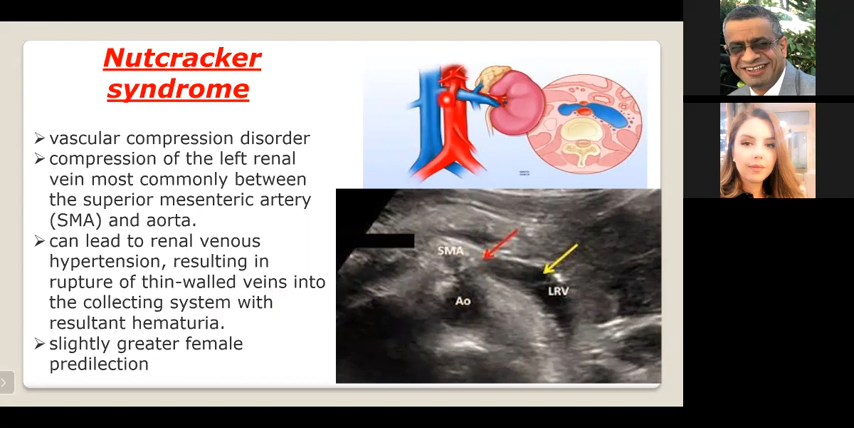 Nutcracker
syndrome
➢ vascular compression disorder
➢ compression of the left renal
vein most commonly between
the superior mesenteric artery
(SMA) and aorta.
➢ can lead to renal venous
hypertension, resulting in
rupture of thin-walled veins into
the collecting system with
resultant hematuria.
➢ slightly greater female
predilection
SMA
Ao
LRV